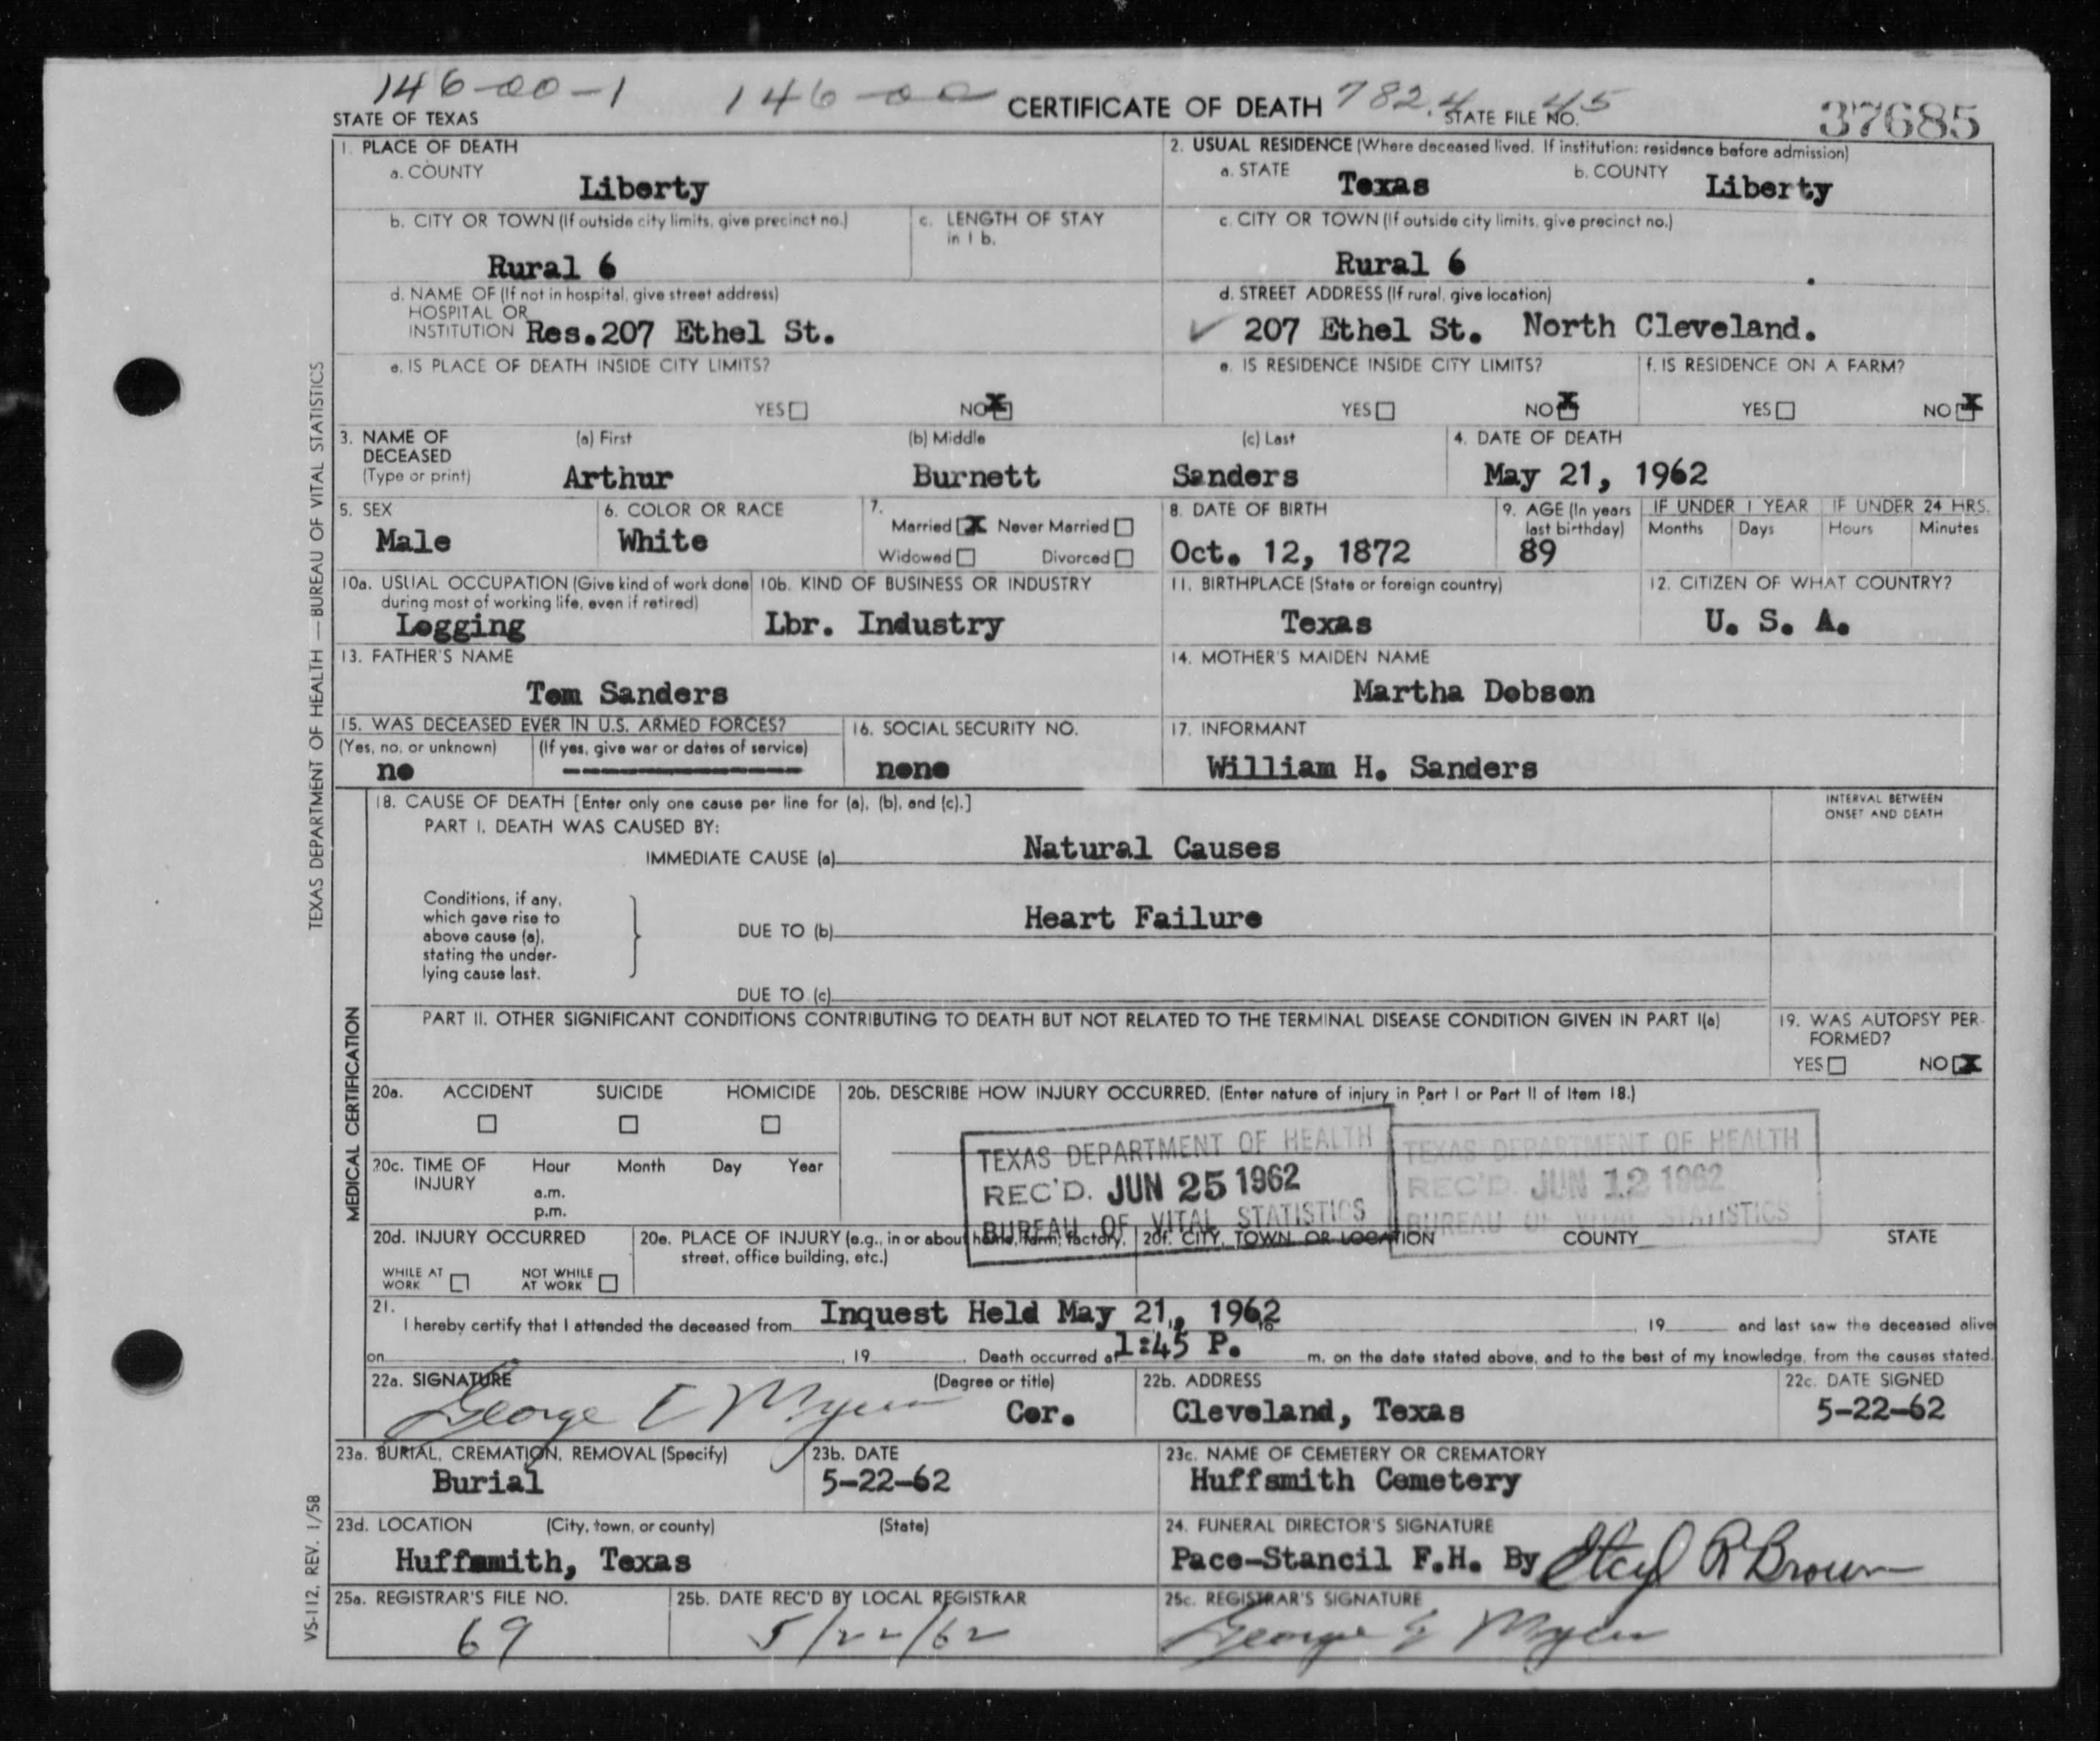 146-00-1 146-00 CERTIFICATE OF DEATH 782.4 STATE FILE NO. 45 37685
STATE OF TEXAS
1. PLACE OF DEATH
a. COUNTY
Liberty
2. USUAL RESIDENCE (Where deceased lived. If institution: residence before admission)
a. STATE Texas b. COUNTY Liberty
b. CITY OR TOWN (If outside city limits, give precinct no.)
Rural 6
c. LENGTH OF STAY
in 1 b.
c. CITY OR TOWN (If outside city limits, give precinct no.)
Rural 6
d. NAME OF (If not in hospital, give street address)
HOSPITAL OR
INSTITUTION Res.207 Ethel St.
d. STREET ADDRESS (If rural, give location)
✓ 207 Ethel St. North Cleveland.
e. IS PLACE OF DEATH INSIDE CITY LIMITS?
YES☐ NO☒
e. IS RESIDENCE INSIDE CITY LIMITS?
YES☐ NO☒
f. IS RESIDENCE ON A FARM?
YES☐ NO☒
3. NAME OF
DECEASED
(Type or print)
(a) First (b) Middle (c) Last
Arthur Burnett Sanders
4. DATE OF DEATH
May 21, 1962
5. SEX
Male
6. COLOR OR RACE
White
7.
Married☒ Never Married☐
Widowed☐ Divorced☐
8. DATE OF BIRTH
Oct. 12, 1872
9. AGE (In years
last birthday)
89
IF UNDER 1 YEAR
Months Days
IF UNDER 24 HRS.
Hours Minutes
10a. USUAL OCCUPATION (Give kind of work done
during most of working life, even if retired)
Logging
10b. KIND OF BUSINESS OR INDUSTRY
Lbr. Industry
11. BIRTHPLACE (State or foreign country)
Texas
12. CITIZEN OF WHAT COUNTRY?
U. S. A.
13. FATHER'S NAME
Tom Sanders
14. MOTHER'S MAIDEN NAME
Martha Dobson
15. WAS DECEASED EVER IN U.S. ARMED FORCES?
(Yes, no, or unknown) (If yes, give war or dates of service)
no ----------------
16. SOCIAL SECURITY NO.
none
17. INFORMANT
William H. Sanders
18. CAUSE OF DEATH [Enter only one cause per line for (a), (b), and (c).]
PART I. DEATH WAS CAUSED BY:
IMMEDIATE CAUSE (a) Natural Causes
INTERVAL BETWEEN
ONSET AND DEATH
Conditions, if any,
which gave rise to
above cause (a),
stating the under-
lying cause last.
DUE TO (b) Heart Failure
DUE TO (c)
PART II. OTHER SIGNIFICANT CONDITIONS CONTRIBUTING TO DEATH BUT NOT RELATED TO THE TERMINAL DISEASE CONDITION GIVEN IN PART I(a)
19. WAS AUTOPSY PER-
FORMED?
YES☐ NO☒
20a. ACCIDENT SUICIDE HOMICIDE
☐ ☐ ☐
20b. DESCRIBE HOW INJURY OCCURRED. (Enter nature of injury in Part I or Part II of Item 18.)
TEXAS DEPARTMENT OF HEALTH
REC'D. JUN 25 1962
BUREAU OF VITAL STATISTICS
TEXAS DEPARTMENT OF HEALTH
REC'D. JUN 12 1962
BUREAU OF VITAL STATISTICS
20c. TIME OF
INJURY
Hour Month Day Year
a.m.
p.m.
20d. INJURY OCCURRED
WHILE AT
WORK ☐
NOT WHILE
AT WORK ☐
20e. PLACE OF INJURY (e.g., in or about home, farm, factory,
street, office building, etc.)
20f. CITY, TOWN, OR LOCATION COUNTY STATE
21.
I hereby certify that I attended the deceased from Inquest Held May 21, 1962 to , 19 and last saw the deceased alive
on , 19 . Death occurred at 1:45 P. m. on the date stated above, and to the best of my knowledge, from the causes stated.
22a. SIGNATURE (Degree or title)
George E Myers Cor.
22b. ADDRESS
Cleveland, Texas
22c. DATE SIGNED
5-22-62
23a. BURIAL, CREMATION, REMOVAL (Specify)
Burial
23b. DATE
5-22-62
23c. NAME OF CEMETERY OR CREMATORY
Huffsmith Cemetery
23d. LOCATION (City, town, or county) (State)
Huffsmith, Texas
24. FUNERAL DIRECTOR'S SIGNATURE
Pace-Stancil F.H. By R Brown
25a. REGISTRAR'S FILE NO.
69
25b. DATE REC'D BY LOCAL REGISTRAR
5/22/62
25c. REGISTRAR'S SIGNATURE
George E Myers
TEXAS DEPARTMENT OF HEALTH — BUREAU OF VITAL STATISTICS
MEDICAL CERTIFICATION
VS-112, REV. 1/58